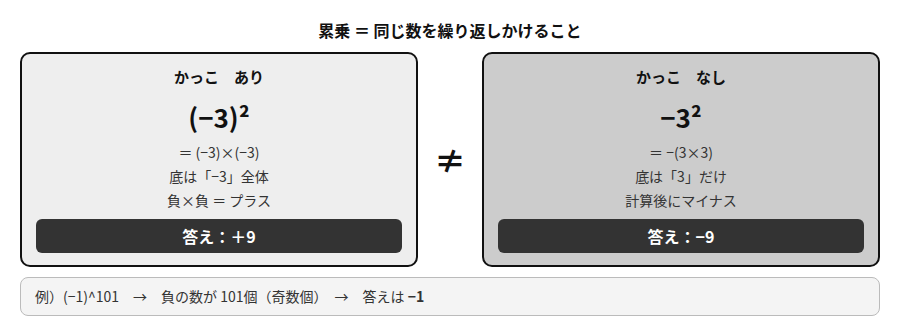 累乗 ＝ 同じ数を繰り返しかけること
かっこ　あり
(−3)²
＝ (−3)×(−3)
底は「−3」全体
負×負 ＝ プラス
答え：＋9
≠
かっこ　なし
−3²
＝ −(3×3)
底は「3」だけ
計算後にマイナス
答え：−9
例）(−1)^101　→　負の数が 101個（奇数個）　→　答えは −1